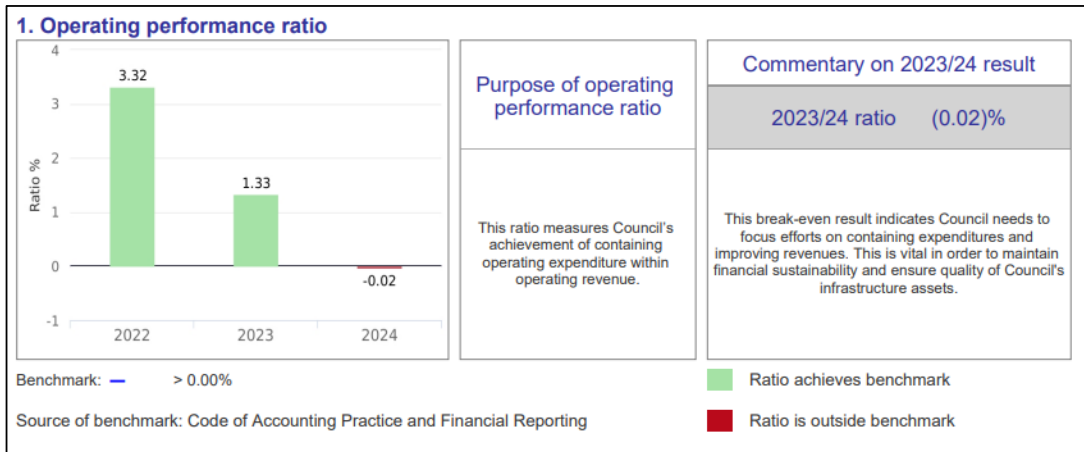 1. Operating performance ratio
4
3
2
1
0
-1
Ratio %
3.32
1.33
-0.02
2022
2023
2024
Purpose of operating
performance ratio
This ratio measures Council's
achievement of containing
operating expenditure within
operating revenue.
Commentary on 2023/24 result
2023/24 ratio (0.02)%
This break-even result indicates Council needs to
focus efforts on containing expenditures and
improving revenues. This is vital in order to maintain
financial sustainability and ensure quality of Council's
infrastructure assets.
Benchmark: > 0.00%
Source of benchmark: Code of Accounting Practice and Financial Reporting
Ratio achieves benchmark
Ratio is outside benchmark